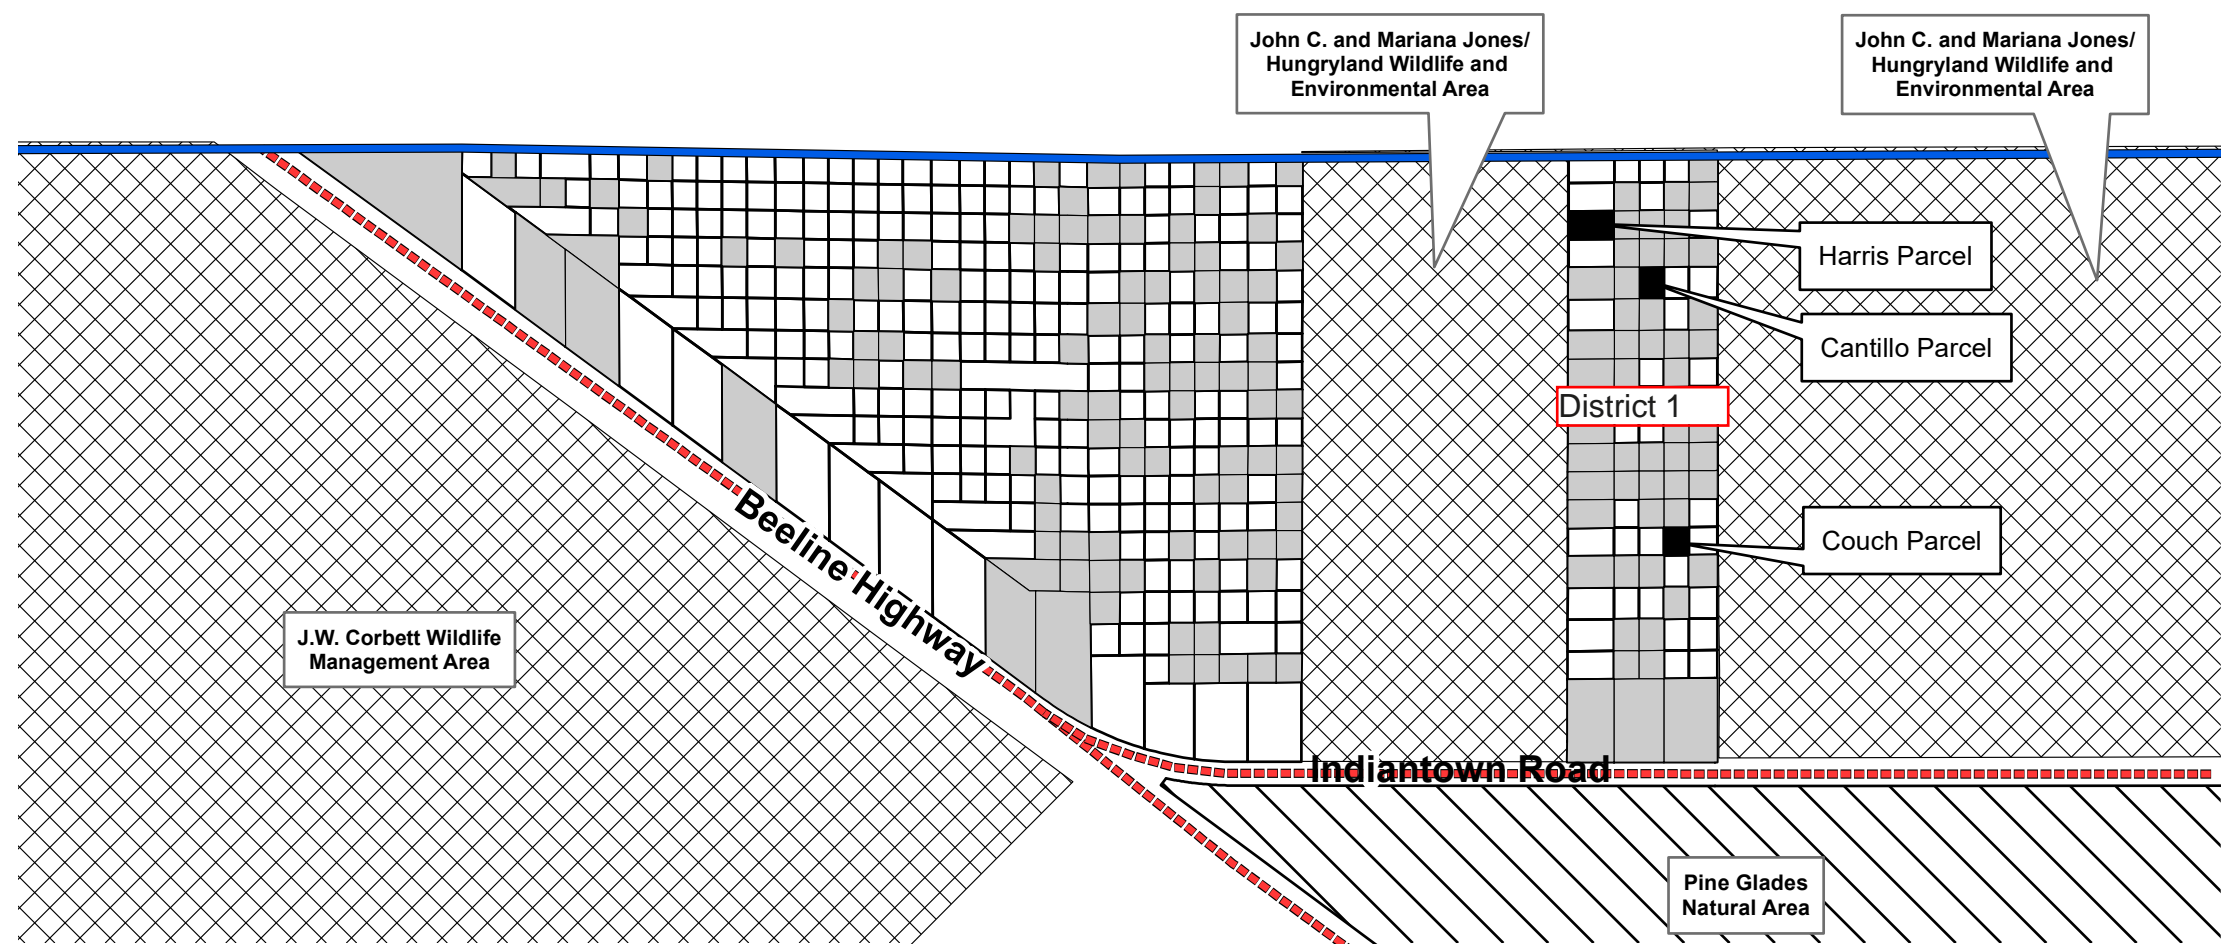 John C. and Mariana Jones/
Hungryland Wildlife and
Environmental Area
John C. and Mariana Jones/
Hungryland Wildlife and
Environmental Area
Harris Parcel
Cantillo Parcel
District 1
Beeline Highway
Couch Parcel
J.W. Corbett Wildlife
Management Area
Indiantown Road
Pine Glades
Natural Area